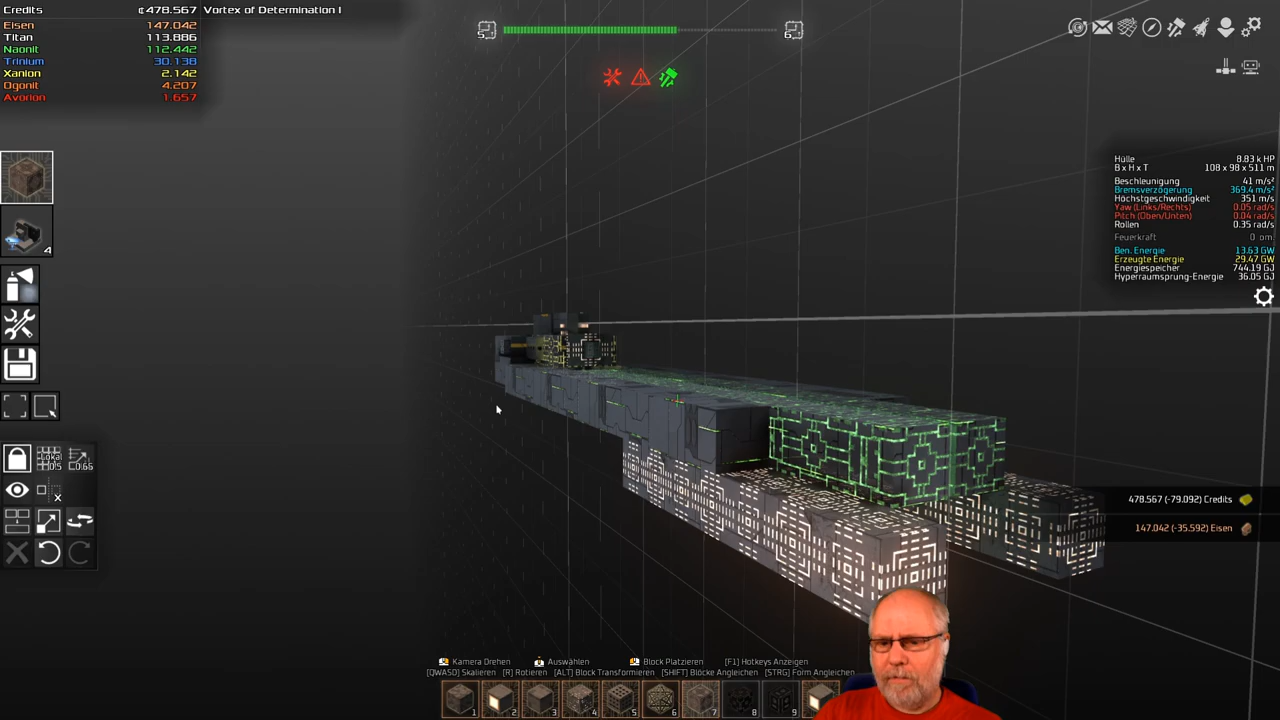 Credits ¢478.567 Vortex of Determination I
Eisen 147.042
Titan 113.886
Naonit 112.442
Trinium 30.138
Xanion 2.142
Ogonit 4.207
Avorion 1.657
5
6
Hülle 8.83 k HP
B x H x T 108 x 98 x 511 m
Beschleunigung 41 m/s²
Bremsverzögerung 369.4 m/s²
Höchstgeschwindigkeit 351 m/s
Yaw (Links/Rechts) 0.05 rad/s
Pitch (Oben/Unten) 0.04 rad/s
Rollen 0.35 rad/s
Feuerkraft 0 om
Ben. Energie 13.63 GW
Erzeugte Energie 29.47 GW
Energiespeicher 744.19 GJ
Hyperraumsprung-Energie 36.05 GJ
4
478.567 (-79.092) Credits
147.042 (-35.592) Eisen
Kamera Drehen Auswählen Block Platzieren [F1] Hotkeys Anzeigen
[QWASD] Skalieren [R] Rotieren [ALT] Block Transformieren [SHIFT] Blöcke Angleichen [STRG] Form Angleichen
1 2 3 4 5 6 7 8 9